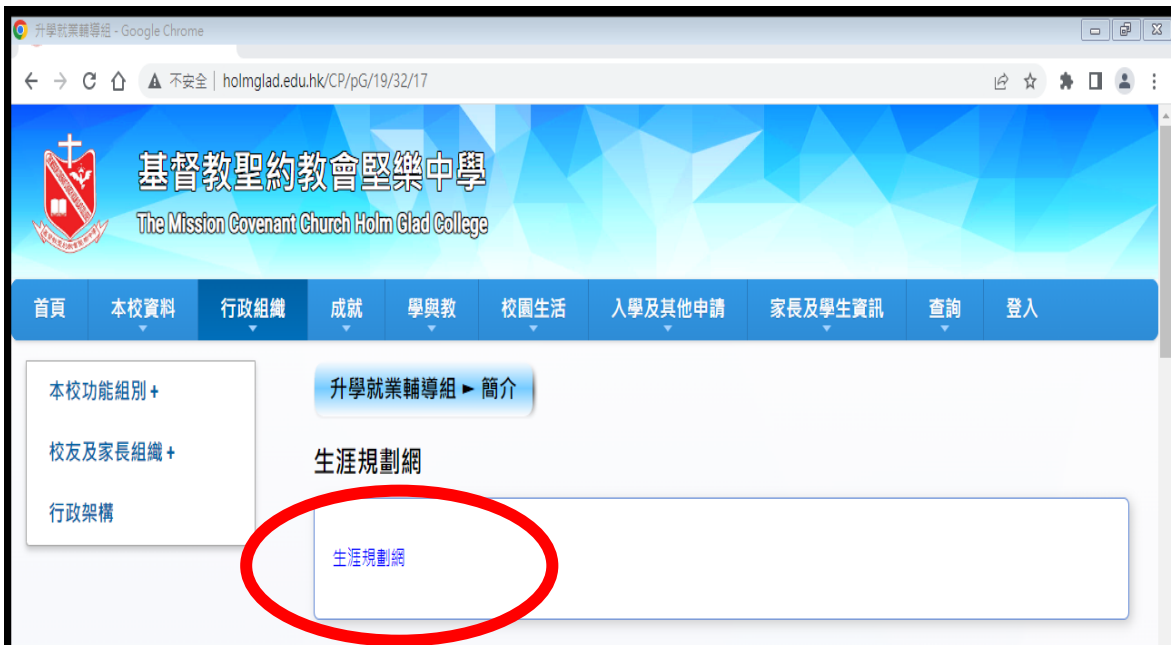 升學就業輔導組 - Google Chrome
不安全 | holmglad.edu.hk/CP/pG/19/32/17
基督教聖約教會堅樂中學
The Mission Covenant Church Holm Glad College
首頁 本校資料 行政組織 成就 學與教 校園生活 入學及其他申請 家長及學生資訊 查詢 登入
本校功能組別 +
校友及家長組織 +
行政架構
升學就業輔導組 ► 簡介
生涯規劃網
生涯規劃網